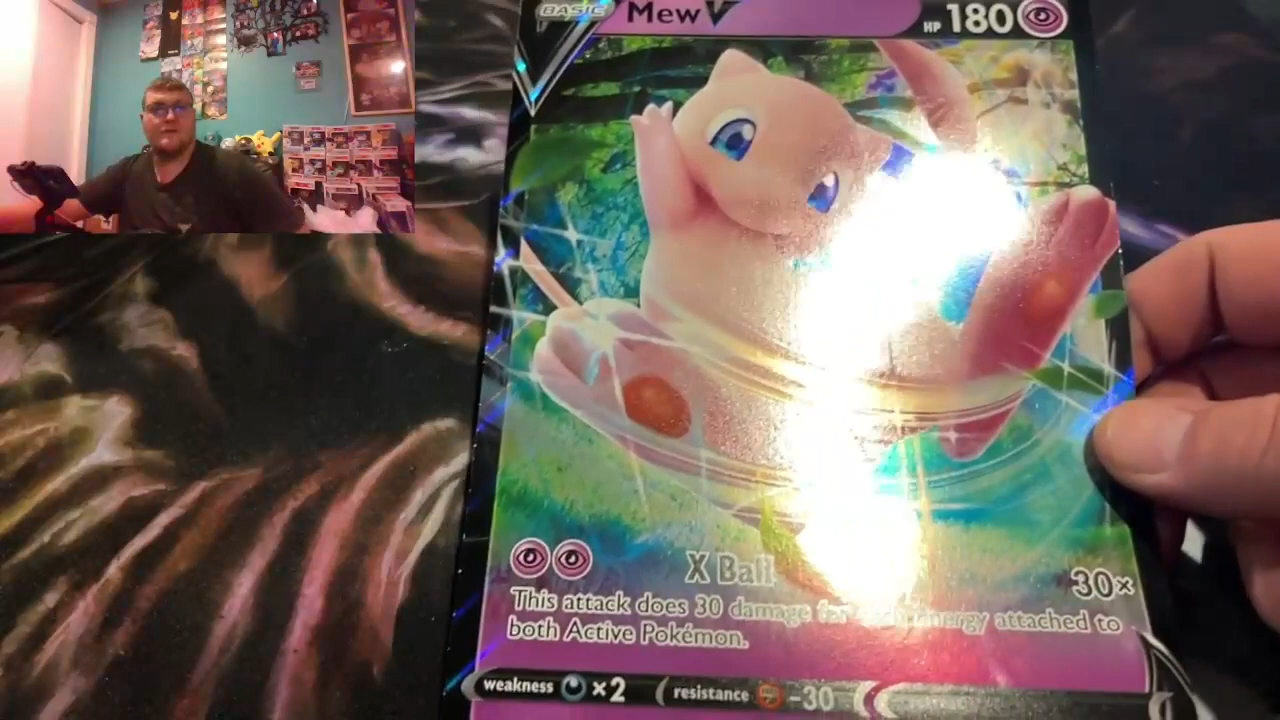 BASIC Mew V HP 180
X Ball 30×
This attack does 30 damage for each Energy attached to
both Active Pokémon.
weakness ×2 resistance -30